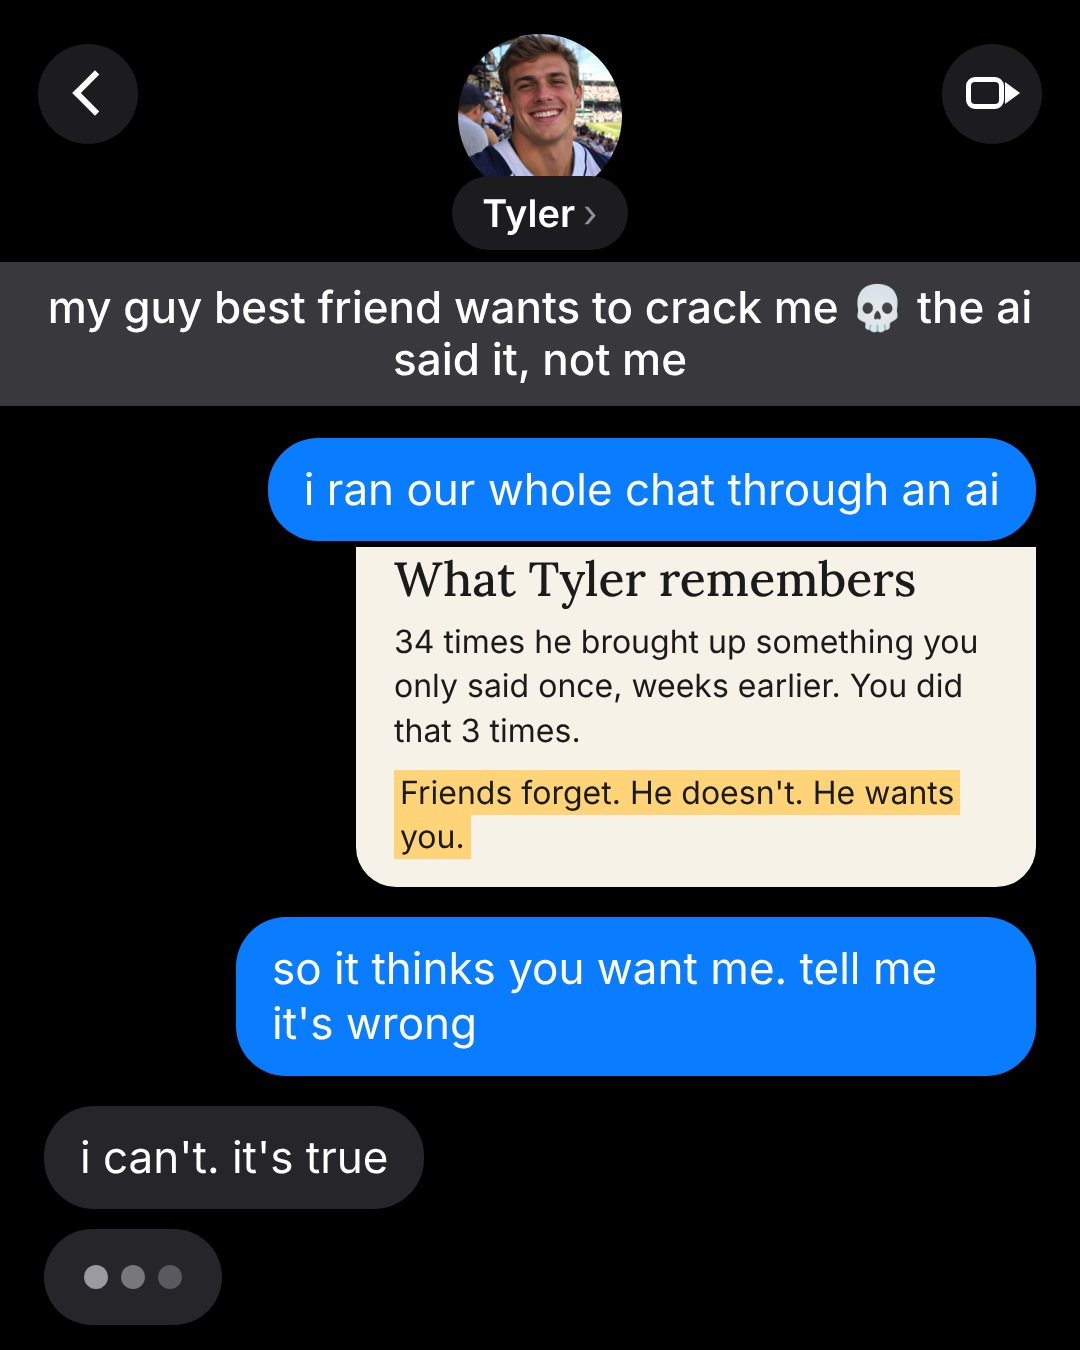 Tyler ›
my guy best friend wants to crack me 💀 the ai
said it, not me
i ran our whole chat through an ai
What Tyler remembers
34 times he brought up something you
only said once, weeks earlier. You did
that 3 times.
Friends forget. He doesn't. He wants
you.
so it thinks you want me. tell me
it's wrong
i can't. it's true